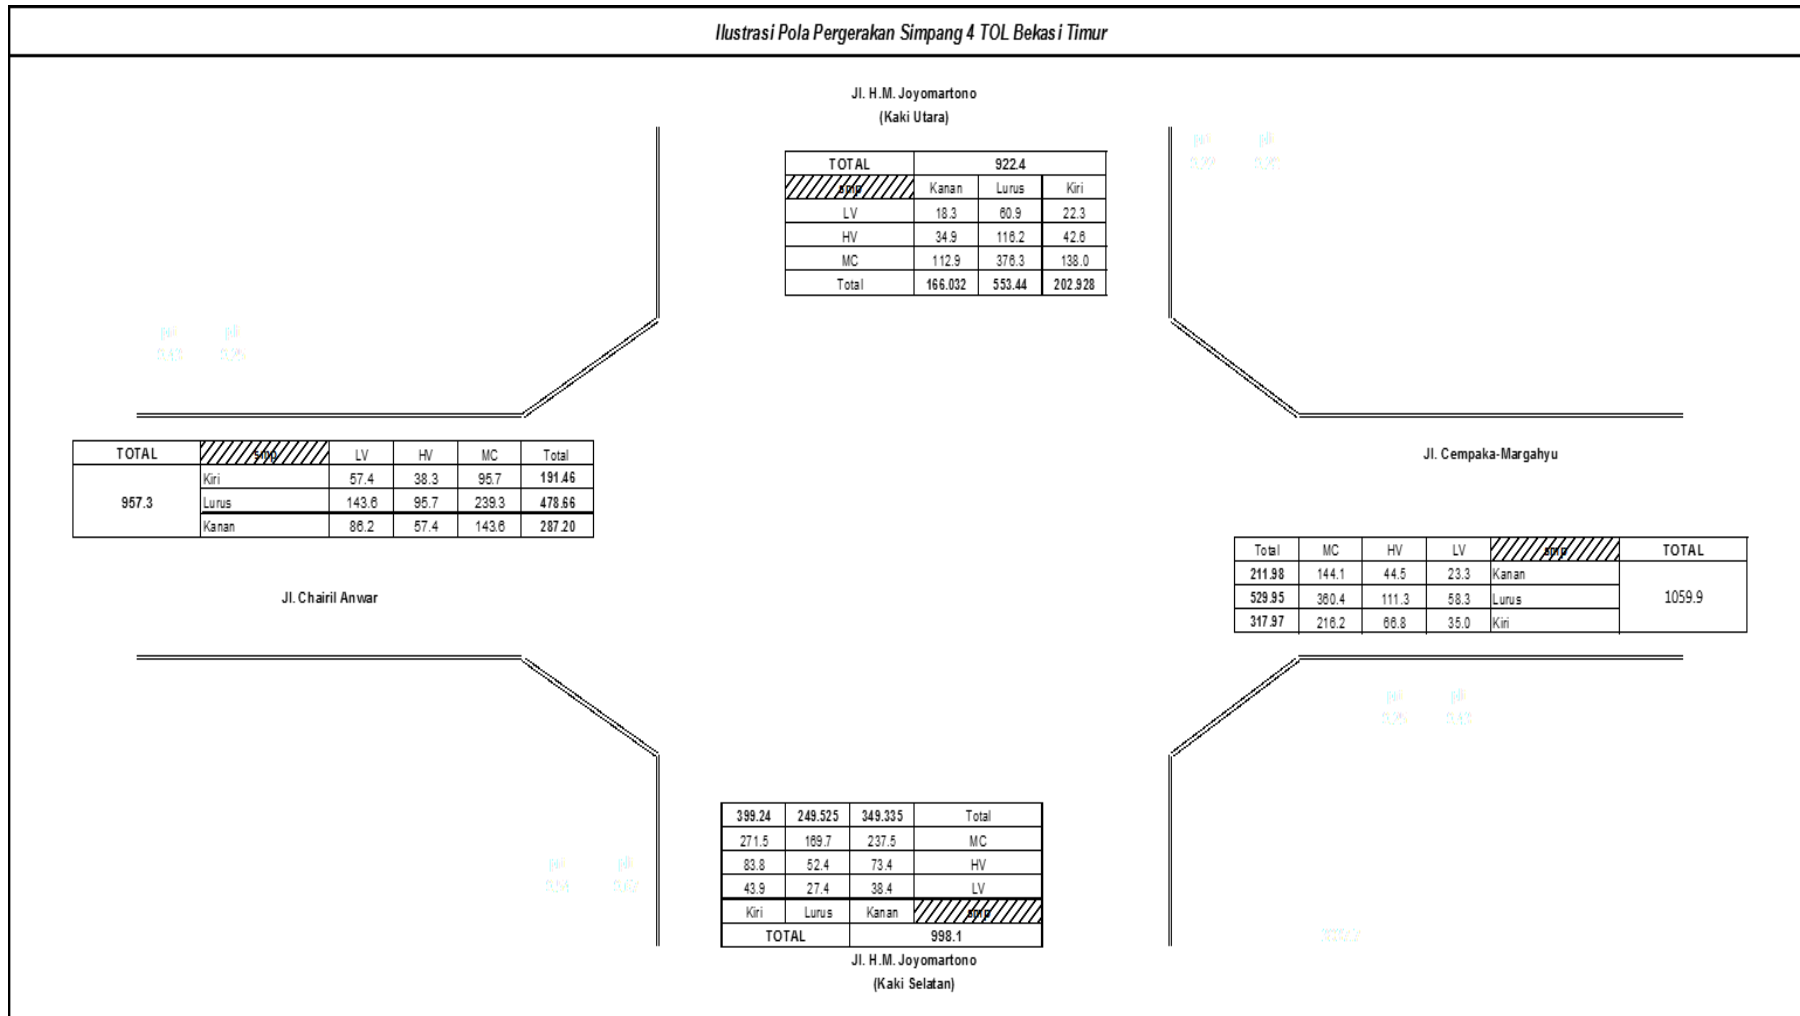 Ilustrasi Pola Pergerakan Simpang 4 TOL Bekasi Timur
Jl. H.M. Joyomartono
(Kaki Utara)
TOTAL 922.4
smp Kanan Lurus Kiri
LV 18.3 60.9 22.3
HV 34.9 116.2 42.6
MC 112.9 376.3 138.0
Total 166.032 553.44 202.928
TOTAL smp LV HV MC Total
957.3
Kiri 57.4 38.3 95.7 191.46
Lurus 143.6 95.7 239.3 478.66
Kanan 86.2 57.4 143.6 287.20
Jl. Chairil Anwar
Jl. Cempaka-Margahyu
Total MC HV LV smp TOTAL
211.98 144.1 44.5 23.3 Kanan
529.95 360.4 111.3 58.3 Lurus
1059.9
317.97 216.2 66.8 35.0 Kiri
399.24 249.525 349.335 Total
271.5 169.7 237.5 MC
83.8 52.4 73.4 HV
43.9 27.4 38.4 LV
Kiri Lurus Kanan smp
TOTAL 998.1
Jl. H.M. Joyomartono
(Kaki Selatan)